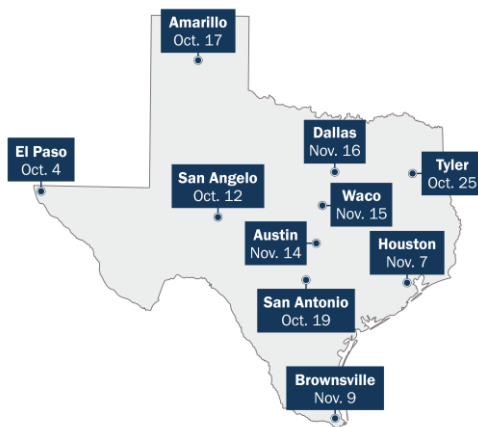 Amarillo
Oct. 17
Dallas
Nov. 16
El Paso
Oct. 4
Tyler
Oct. 25
San Angelo
Oct. 12
Waco
Nov. 15
Austin
Nov. 14
Houston
Nov. 7
San Antonio
Oct. 19
Brownsville
Nov. 9